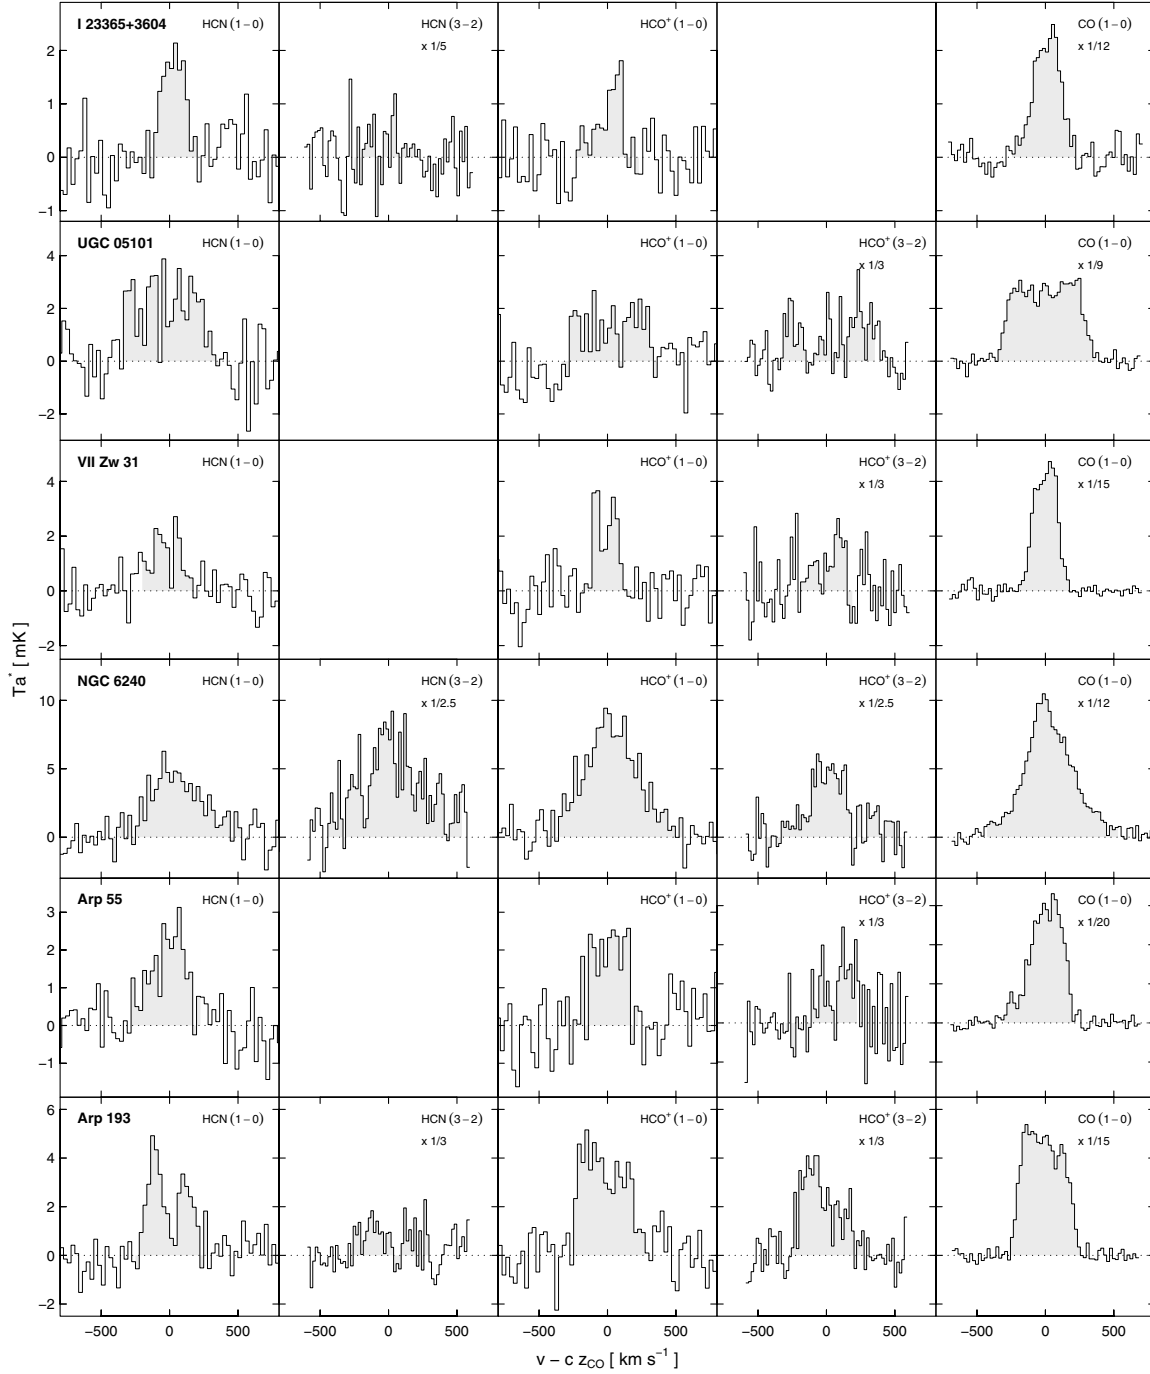 I 23365+3604 HCN (1−0) HCN (3−2) HCO⁺ (1−0) CO (1−0)
x 1/5 x 1/12
2
1
0
−1
UGC 05101 HCN (1−0) HCO⁺ (1−0) HCO⁺ (3−2) CO (1−0)
x 1/3 x 1/9
4
2
0
−2
VII Zw 31 HCN (1−0) HCO⁺ (1−0) HCO⁺ (3−2) CO (1−0)
x 1/3 x 1/15
4
2
0
−2
Ta* [ mK ]
NGC 6240 HCN (1−0) HCN (3−2) HCO⁺ (1−0) HCO⁺ (3−2) CO (1−0)
x 1/2.5 x 1/2.5 x 1/12
10
5
0
Arp 55 HCN (1−0) HCO⁺ (1−0) HCO⁺ (3−2) CO (1−0)
x 1/3 x 1/20
3
2
1
0
−1
Arp 193 HCN (1−0) HCN (3−2) HCO⁺ (1−0) HCO⁺ (3−2) CO (1−0)
x 1/3 x 1/3 x 1/15
6
4
2
0
−2
−500 0 500 −500 0 500 −500 0 500 −500 0 500 −500 0 500
v − c z_CO [ km s⁻¹ ]